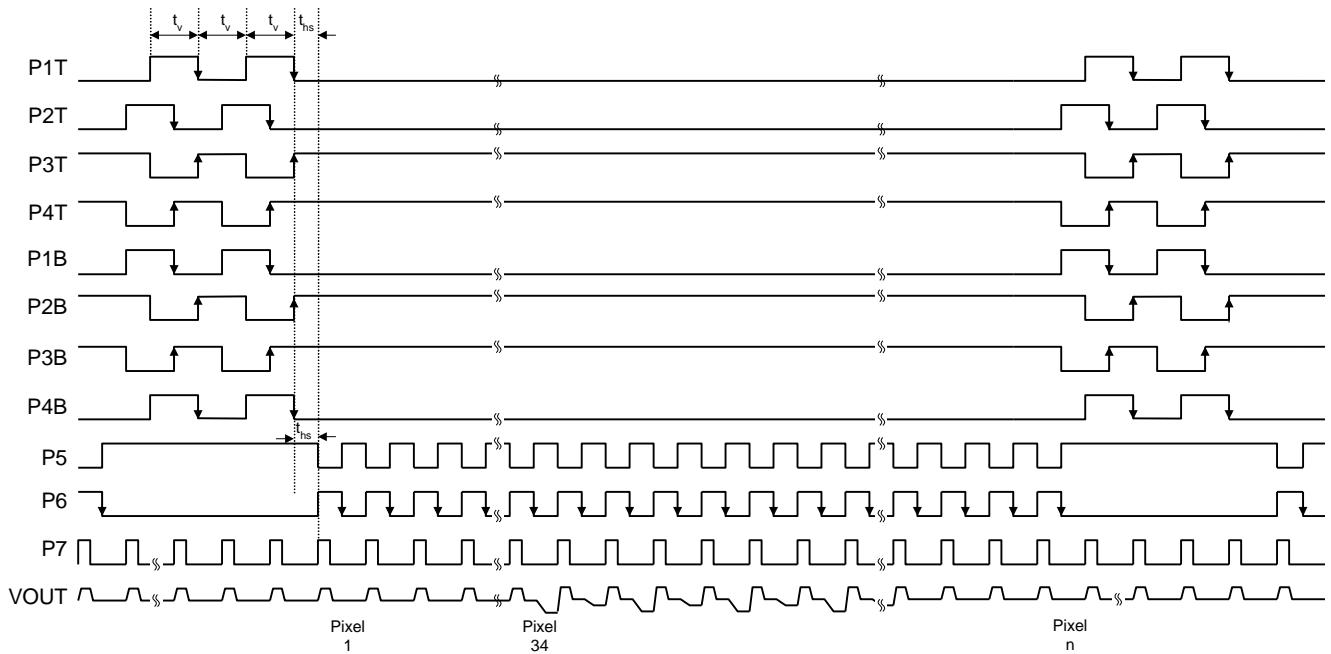 tv tv tv ths
P1T
P2T
P3T
P4T
P1B
P2B
P3B
P4B
ths
P5
P6
P7
VOUT
Pixel
1
Pixel
34
Pixel
n